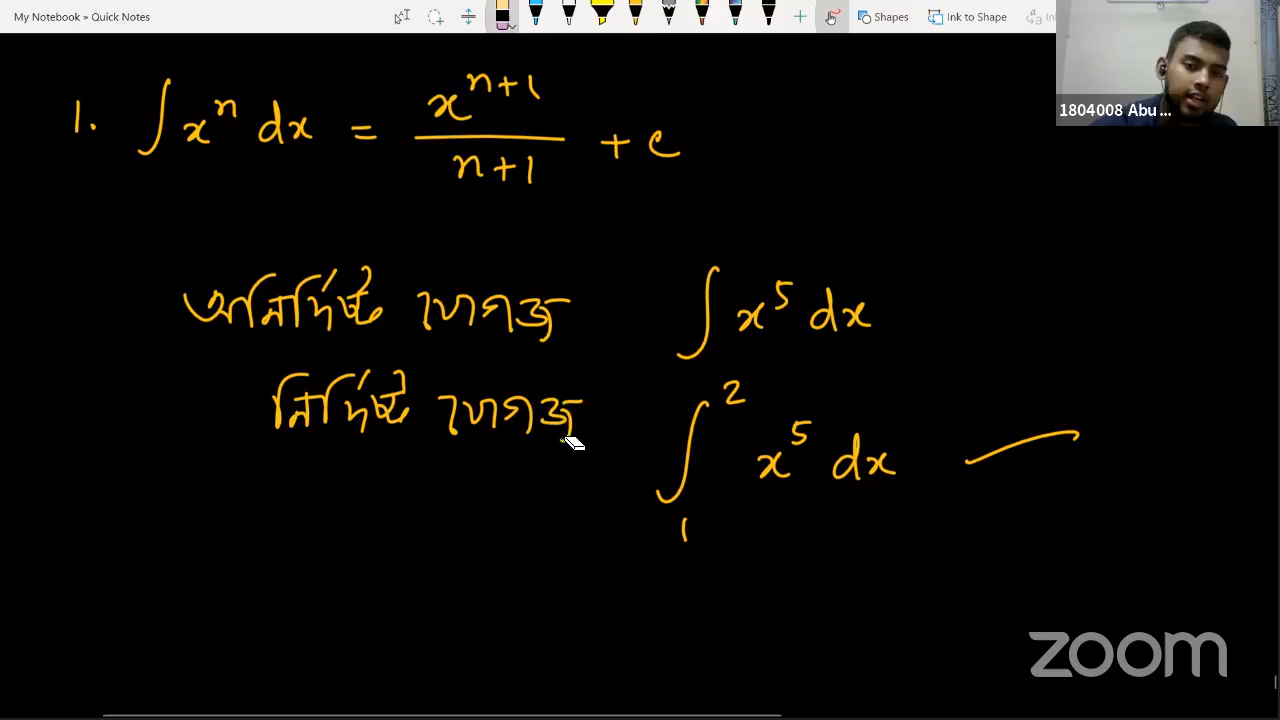 My Notebook » Quick Notes
Shapes
Ink to Shape
1804008 Abu ...
1. ∫ xⁿ dx = xⁿ⁺¹ / n+1 + c
অনির্দিষ্ট যোগজ ∫ x⁵ dx
নির্দিষ্ট যোগজ ∫₁² x⁵ dx
zoom